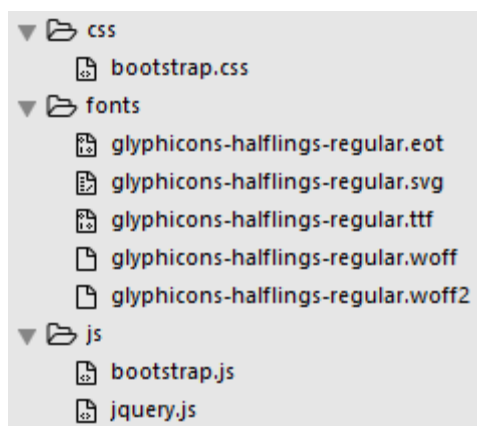 css
bootstrap.css
fonts
glyphicons-halflings-regular.eot
glyphicons-halflings-regular.svg
glyphicons-halflings-regular.ttf
glyphicons-halflings-regular.woff
glyphicons-halflings-regular.woff2
js
bootstrap.js
jquery.js